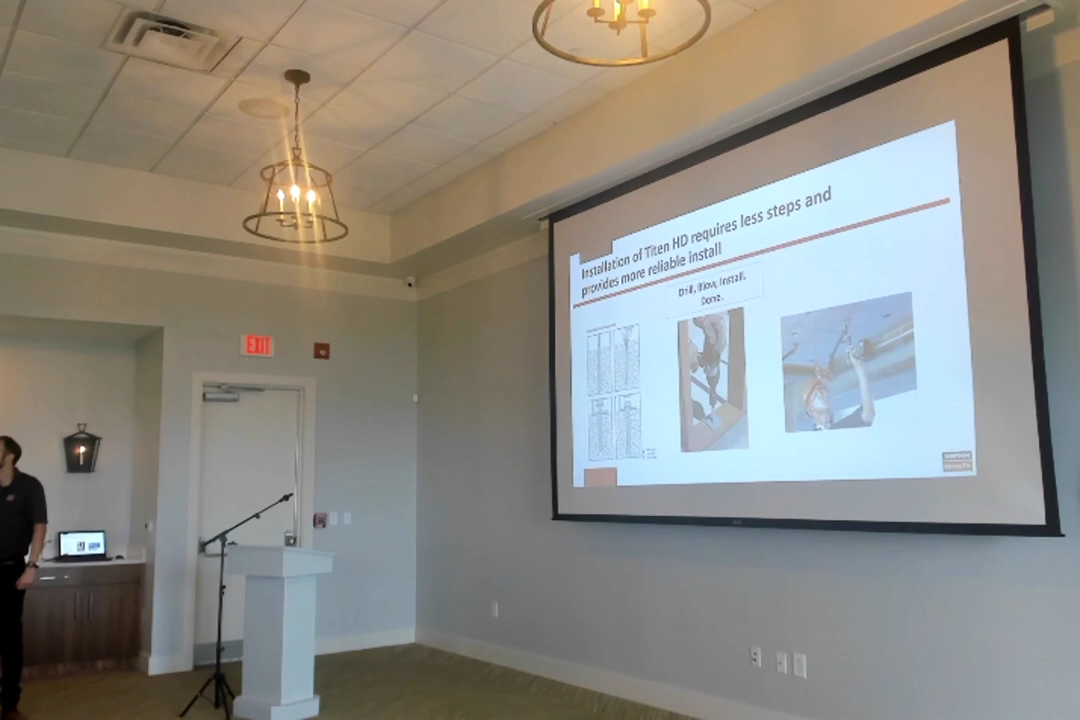 EXIT
Installation of Titen HD requires less steps and
provides more reliable install
Drill, Blow, Install.
Done.